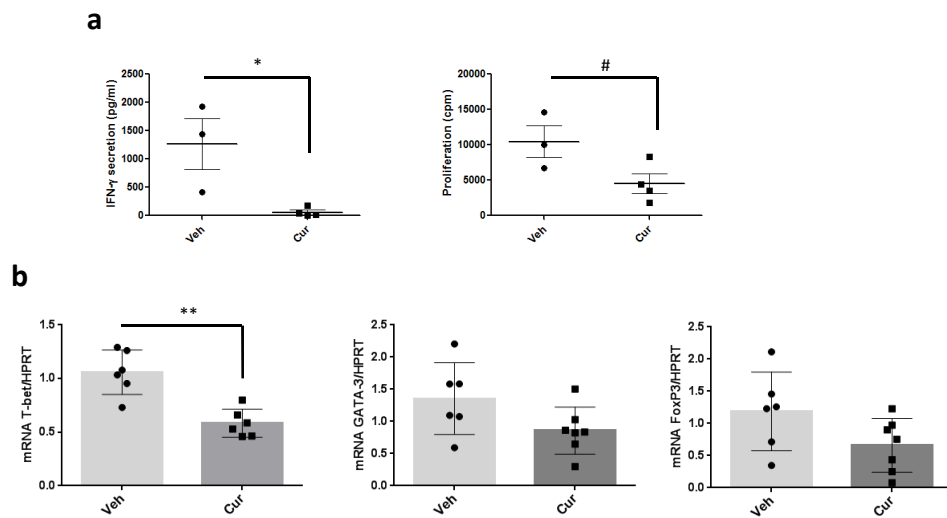 a
IFN-γ secretion (pg/ml)
2500
2000
1500
1000
500
0
*
Veh
Cur
Proliferation (cpm)
20000
15000
10000
5000
0
#
Veh
Cur
b
mRNA T-bet/HPRT
1.5
1.0
0.5
0.0
**
Veh
Cur
mRNA GATA-3/HPRT
2.5
2.0
1.5
1.0
0.5
0.0
Veh
Cur
mRNA FoxP3/HPRT
2.5
2.0
1.5
1.0
0.5
0.0
Veh
Cur